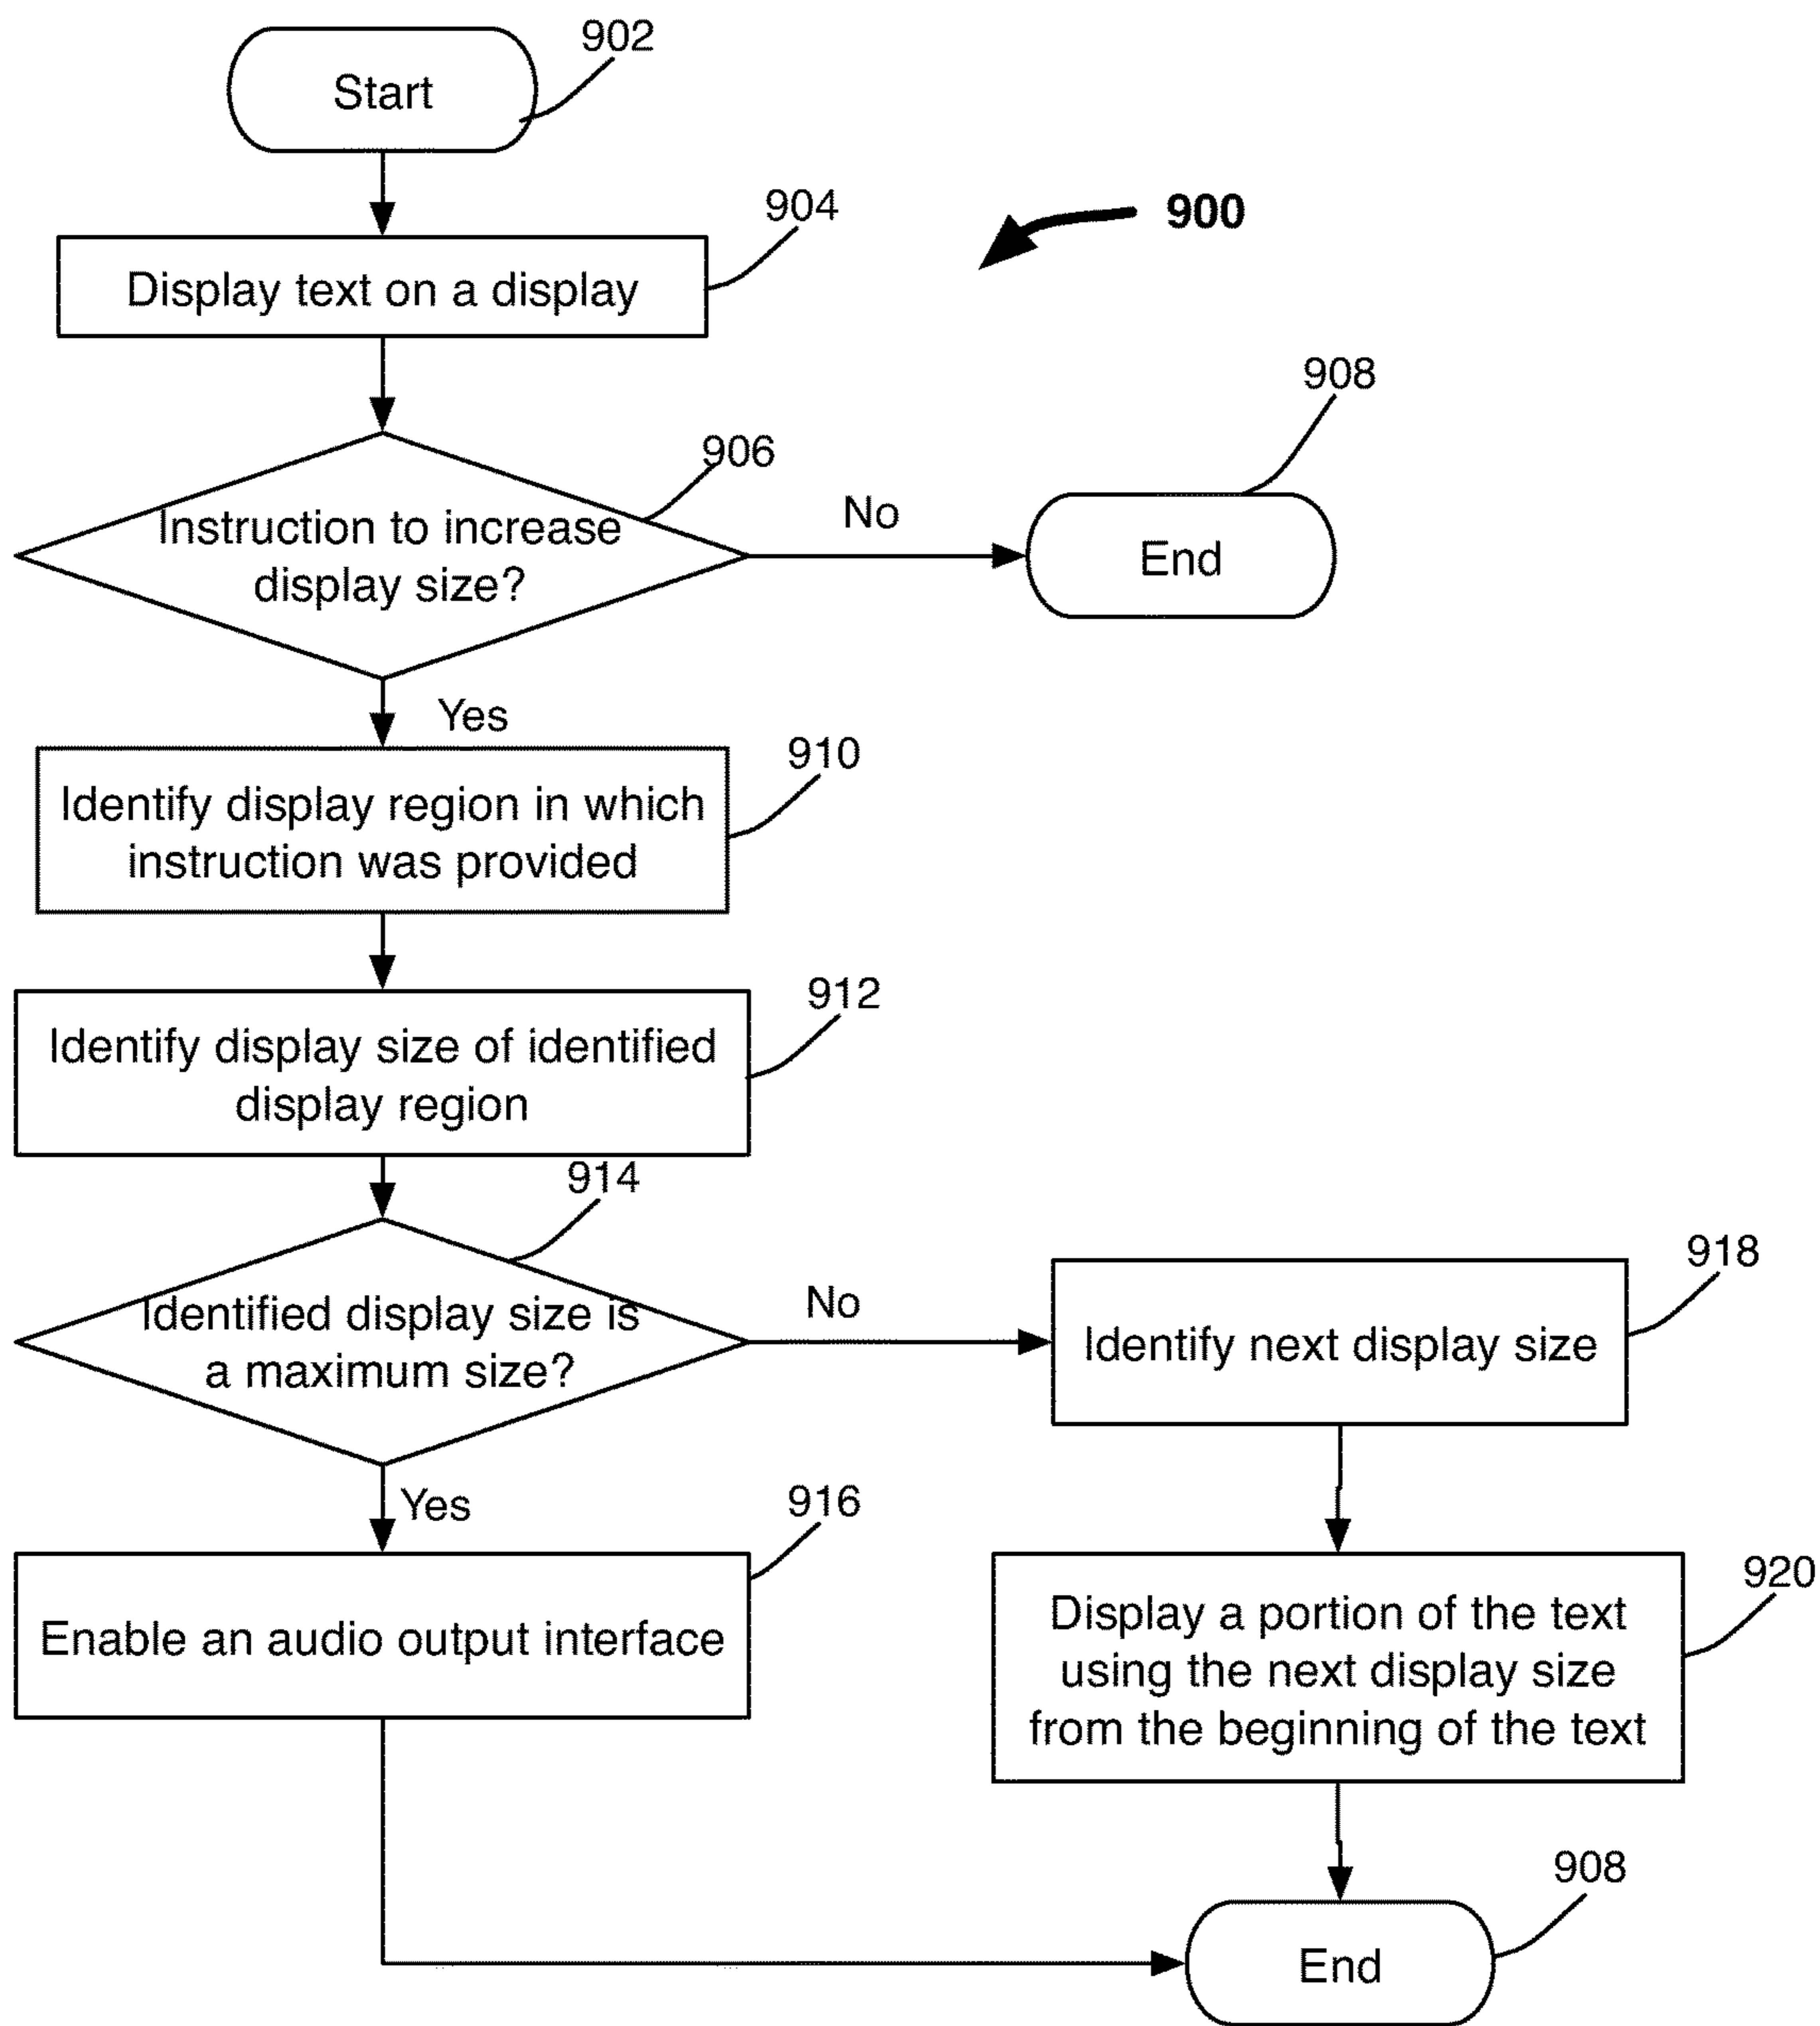 902
Start
904
900
Display text on a display
908
906
Instruction to increase
display size?
No
End
Yes
910
Identify display region in which
instruction was provided
912
Identify display size of identified
display region
914
Identified display size is
a maximum size?
No
918
Identify next display size
Yes
916
Enable an audio output interface
920
Display a portion of the text
using the next display size
from the beginning of the text
908
End